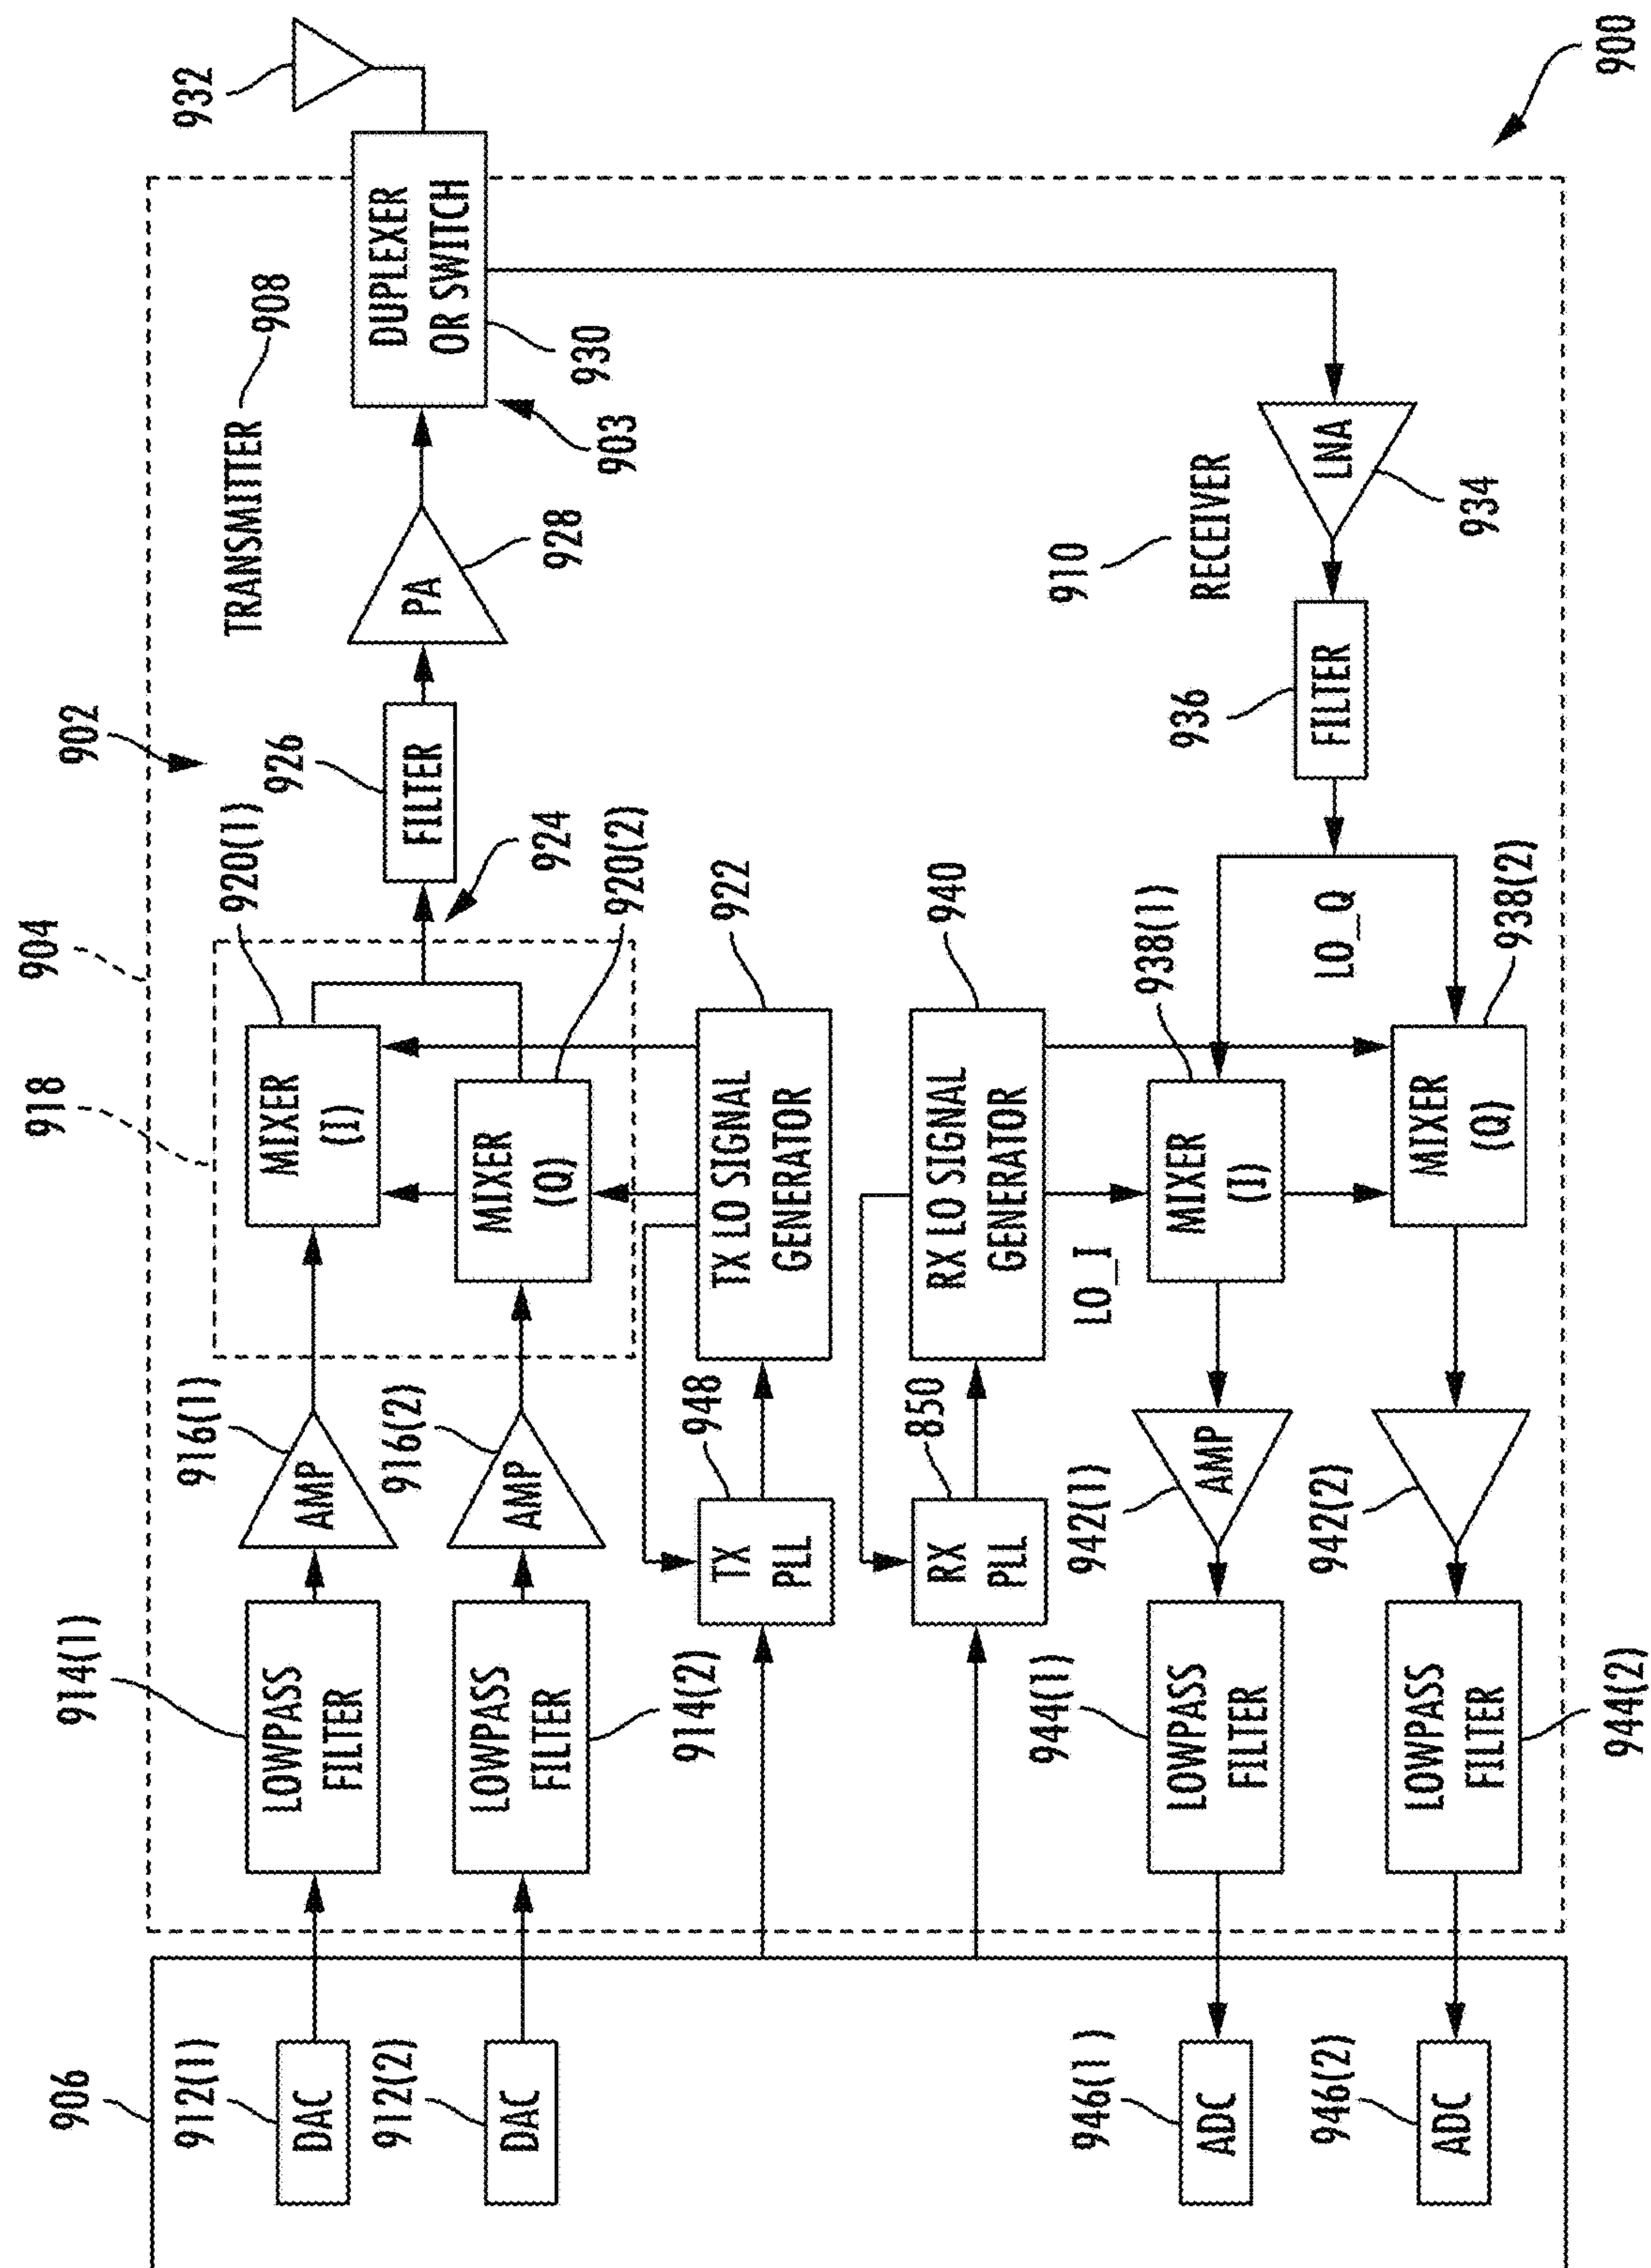 900
902
904
918
TRANSMITTER 908
932
906
912(1)
DAC
914(1)
LOWPASS
FILTER
916(1)
AMP
920(1)
MIXER
(I)
926
FILTER
924
PA
928
DUPLEXER
OR SWITCH
930
903
912(2)
DAC
LOWPASS
FILTER
914(2)
916(2)
AMP
MIXER
(Q)
920(2)
TX
PLL
948
TX LO SIGNAL
GENERATOR
922
RX
PLL
850
RX LO SIGNAL
GENERATOR
940
910
RECEIVER
LNA
934
936
FILTER
LO_I
LO_Q
938(1)
MIXER
(I)
942(1)
AMP
944(1)
LOWPASS
FILTER
946(1)
ADC
938(2)
MIXER
(Q)
942(2)
LOWPASS
FILTER
944(2)
946(2)
ADC